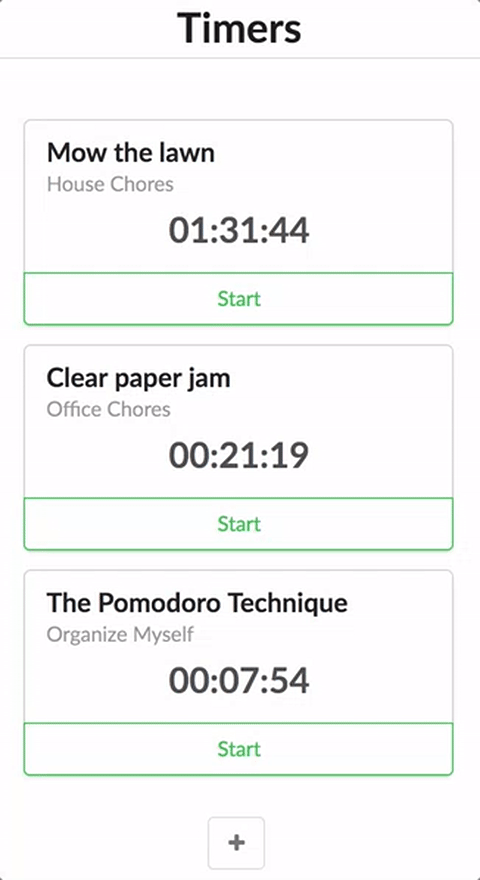 Timers
Mow the lawn
House Chores
01:31:44
Start
Clear paper jam
Office Chores
00:21:19
Start
The Pomodoro Technique
Organize Myself
00:07:54
Start
+